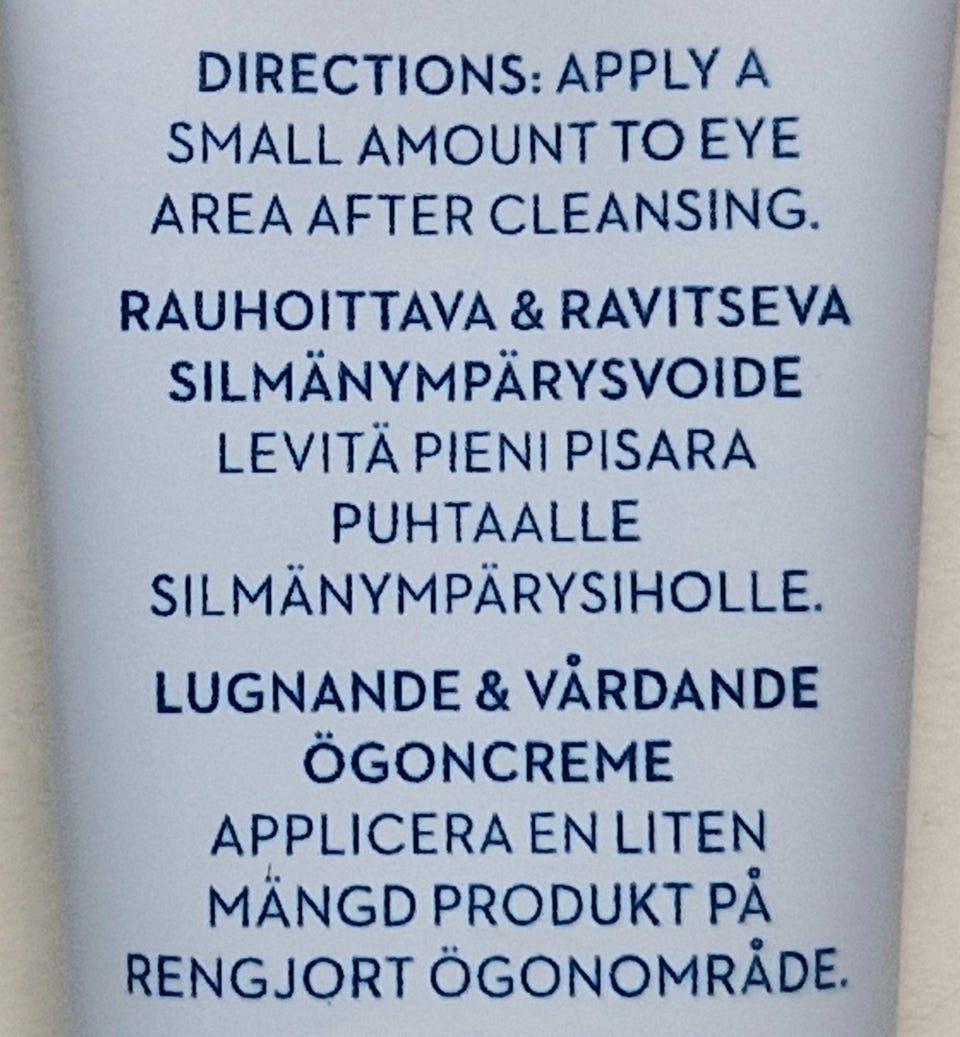 DIRECTIONS: APPLY A
SMALL AMOUNT TO EYE
AREA AFTER CLEANSING.
RAUHOITTAVA & RAVITSEVA
SILMÄNYMPÄRYSVOIDE
LEVITÄ PIENI PISARA
PUHTAALLE
SILMÄNYMPÄRYSIHOLLE.
LUGNANDE & VÅRDANDE
ÖGONCREME
APPLICERA EN LITEN
MÄNGD PRODUKT PÅ
RENGJORT ÖGONOMRÅDE.